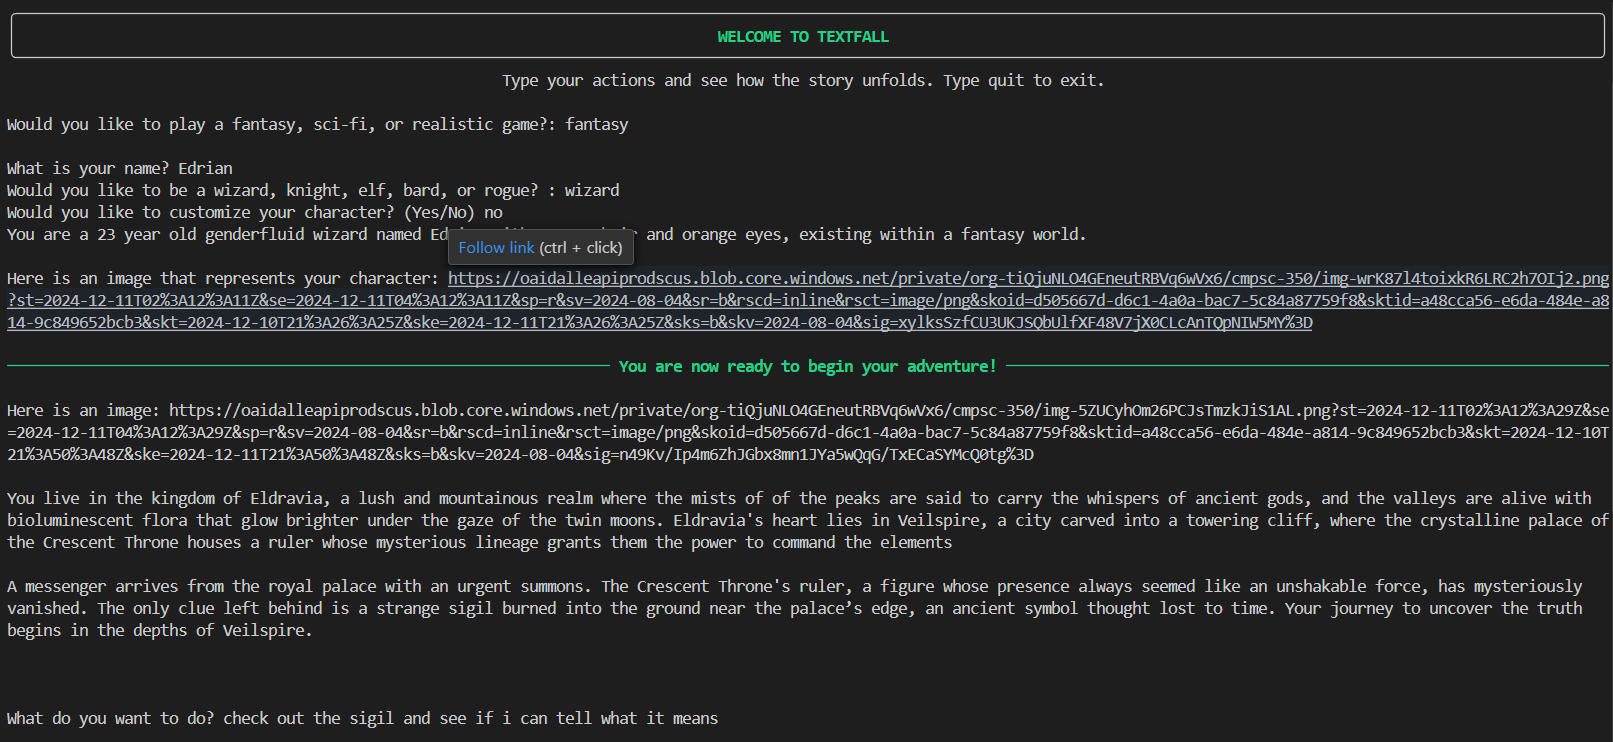 WELCOME TO TEXTFALL
Type your actions and see how the story unfolds. Type quit to exit.
Would you like to play a fantasy, sci-fi, or realistic game?: fantasy
What is your name? Edrian
Would you like to be a wizard, knight, elf, bard, or rogue? : wizard
Would you like to customize your character? (Yes/No) no
You are a 23 year old genderfluid wizard named and orange eyes, existing within a fantasy world.
Follow link (ctrl + click)
Here is an image that represents your character: https://oaidalleapiprodscus.blob.core.windows.net/private/org-tiQjuNLO4GEneutRBVq6wVx6/cmpsc-350/img-wrK87l4toixkR6LRC2h7OIj2.png
?st=2024-12-11T02%3A12%3A11Z&se=2024-12-11T04%3A12%3A11Z&sp=r&sv=2024-08-04&sr=b&rscd=inline&rsct=image/png&skoid=d505667d-d6c1-4a0a-bac7-5c84a87759f8&sktid=a48cca56-e6da-484e-a8
14-9c849652bcb3&skt=2024-12-10T21%3A26%3A25Z&ske=2024-12-11T21%3A26%3A25Z&sks=b&skv=2024-08-04&sig=xylksSzfCU3UKJSQbUlfXF48V7jX0CLcAnTQpNIW5MY%3D
You are now ready to begin your adventure!
Here is an image: https://oaidalleapiprodscus.blob.core.windows.net/private/org-tiQjuNLO4GEneutRBVq6wVx6/cmpsc-350/img-5ZUCyhOm26PCJsTmzkJiS1AL.png?st=2024-12-11T02%3A12%3A29Z&se
=2024-12-11T04%3A12%3A29Z&sp=r&sv=2024-08-04&sr=b&rscd=inline&rsct=image/png&skoid=d505667d-d6c1-4a0a-bac7-5c84a87759f8&sktid=a48cca56-e6da-484e-a814-9c849652bcb3&skt=2024-12-10T
21%3A50%3A48Z&ske=2024-12-11T21%3A50%3A48Z&sks=b&skv=2024-08-04&sig=n49Kv/Ip4m6ZhJGbx8mn1JYa5wQqG/TxECaSYMcQ0tg%3D
You live in the kingdom of Eldravia, a lush and mountainous realm where the mists of of the peaks are said to carry the whispers of ancient gods, and the valleys are alive with
bioluminescent flora that glow brighter under the gaze of the twin moons. Eldravia's heart lies in Veilspire, a city carved into a towering cliff, where the crystalline palace of
the Crescent Throne houses a ruler whose mysterious lineage grants them the power to command the elements
A messenger arrives from the royal palace with an urgent summons. The Crescent Throne's ruler, a figure whose presence always seemed like an unshakable force, has mysteriously
vanished. The only clue left behind is a strange sigil burned into the ground near the palace’s edge, an ancient symbol thought lost to time. Your journey to uncover the truth
begins in the depths of Veilspire.
What do you want to do? check out the sigil and see if i can tell what it means